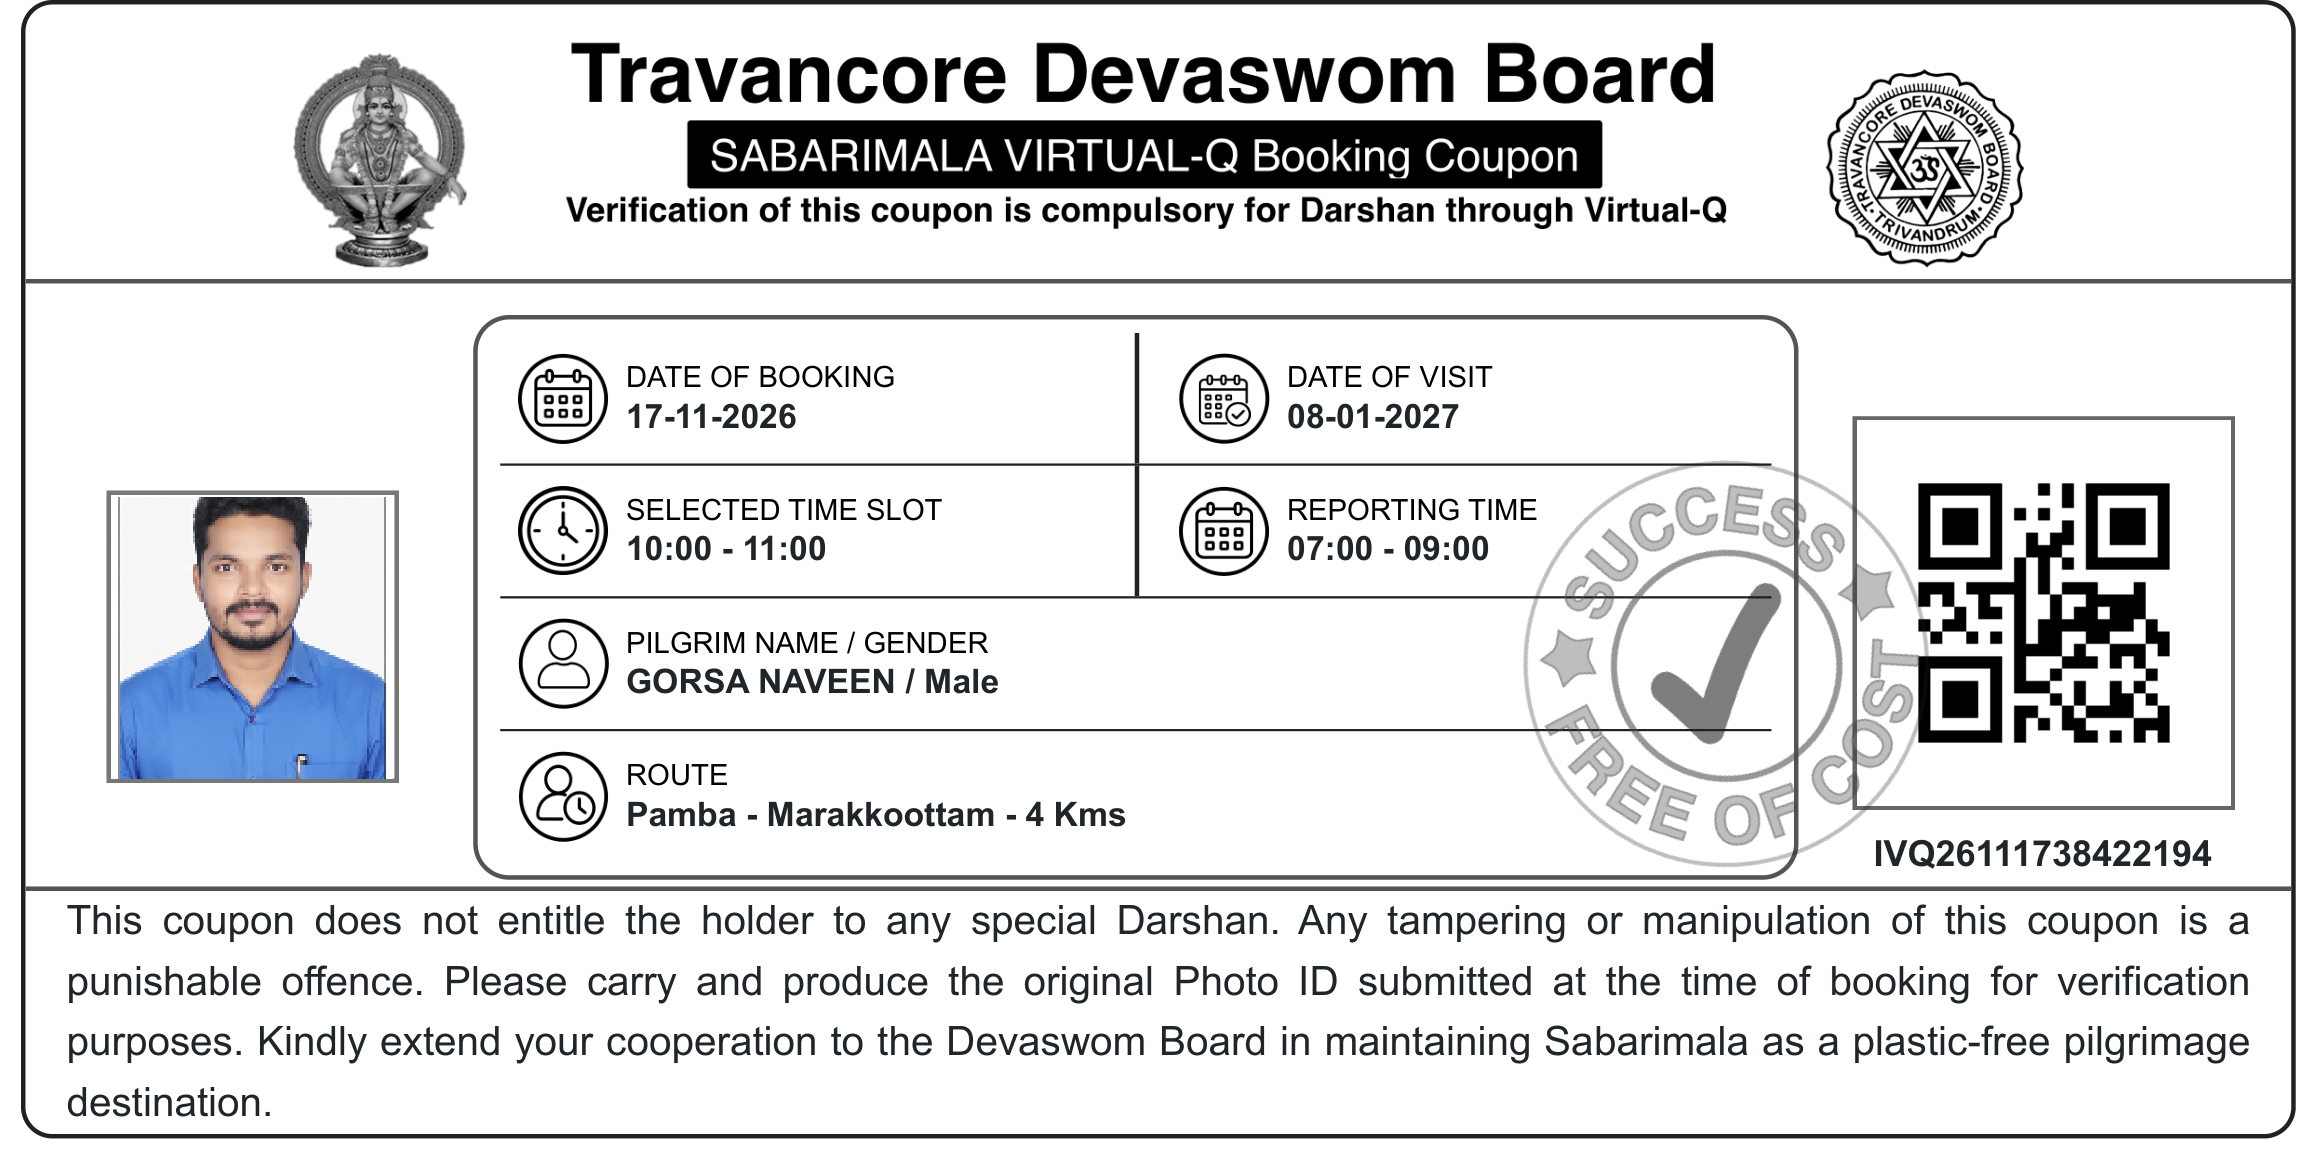 Travancore Devaswom Board
SABARIMALA VIRTUAL-Q Booking Coupon
Verification of this coupon is compulsory for Darshan through Virtual-Q
TRAVANCORE DEVASWOM BOARD
TRIVANDRUM
ॐ
DATE OF BOOKING
17-11-2026
DATE OF VISIT
08-01-2027
SELECTED TIME SLOT
10:00 - 11:00
REPORTING TIME
07:00 - 09:00
PILGRIM NAME / GENDER
GORSA NAVEEN / Male
ROUTE
Pamba - Marakkoottam - 4 Kms
SUCCESS
FREE OF COST
IVQ26111738422194
This coupon does not entitle the holder to any special Darshan. Any tampering or manipulation of this coupon is a
punishable offence. Please carry and produce the original Photo ID submitted at the time of booking for verification
purposes. Kindly extend your cooperation to the Devaswom Board in maintaining Sabarimala as a plastic-free pilgrimage
destination.